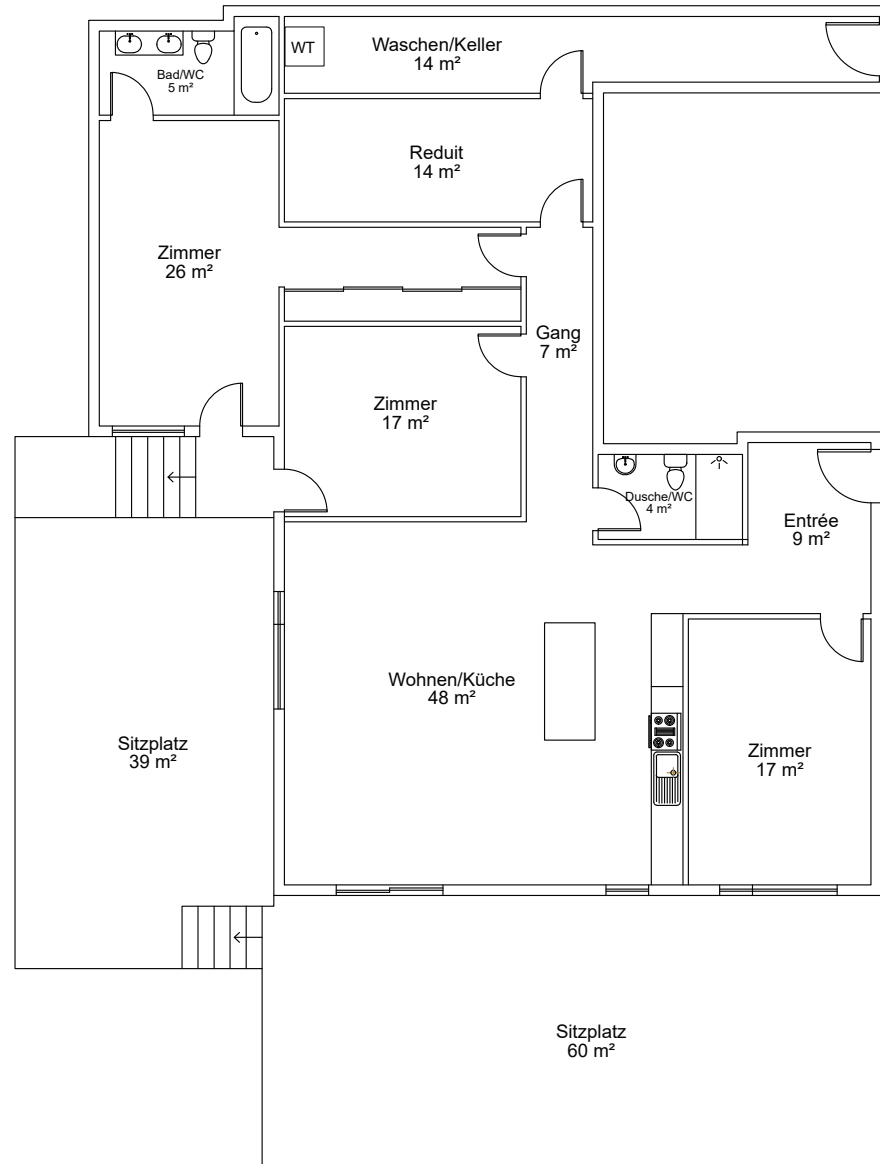 WT
Waschen/Keller
14 m²
Bad/WC
5 m²
Reduit
14 m²
Zimmer
26 m²
Gang
7 m²
Zimmer
17 m²
Dusche/WC
4 m²
Entrée
9 m²
Wohnen/Küche
48 m²
Sitzplatz
39 m²
Zimmer
17 m²
Sitzplatz
60 m²